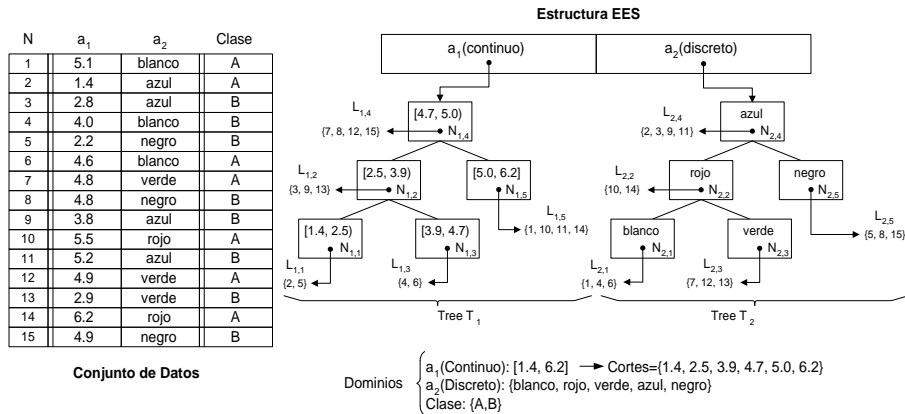 Estructura EES
N a1 a2 Clase
1 5.1 blanco A
2 1.4 azul A
3 2.8 azul B
4 4.0 blanco B
5 2.2 negro B
6 4.6 blanco A
7 4.8 verde A
8 4.8 negro B
9 3.8 azul B
10 5.5 rojo A
11 5.2 azul B
12 4.9 verde A
13 2.9 verde B
14 6.2 rojo A
15 4.9 negro B
Conjunto de Datos
a1(continuo) a2(discreto)
L1,4 [4.7, 5.0)
{7, 8, 12, 15} N1,4
L1,2 [2.5, 3.9) [5.0, 6.2]
{3, 9, 13} N1,2 N1,5
L1,5
{1, 10, 11, 14}
[1.4, 2.5) [3.9, 4.7)
N1,1 N1,3
L1,1 L1,3
{2, 5} {4, 6}
Tree T1
L2,4 azul
{2, 3, 9, 11} N2,4
L2,2 rojo negro
{10, 14} N2,2 N2,5
L2,5
{5, 8, 15}
blanco verde
N2,1 N2,3
L2,1 L2,3
{1, 4, 6} {7, 12, 13}
Tree T2
Dominios
a1(Continuo): [1.4, 6.2] Cortes={1.4, 2.5, 3.9, 4.7, 5.0, 6.2}
a2(Discreto): {blanco, rojo, verde, azul, negro}
Clase: {A,B}